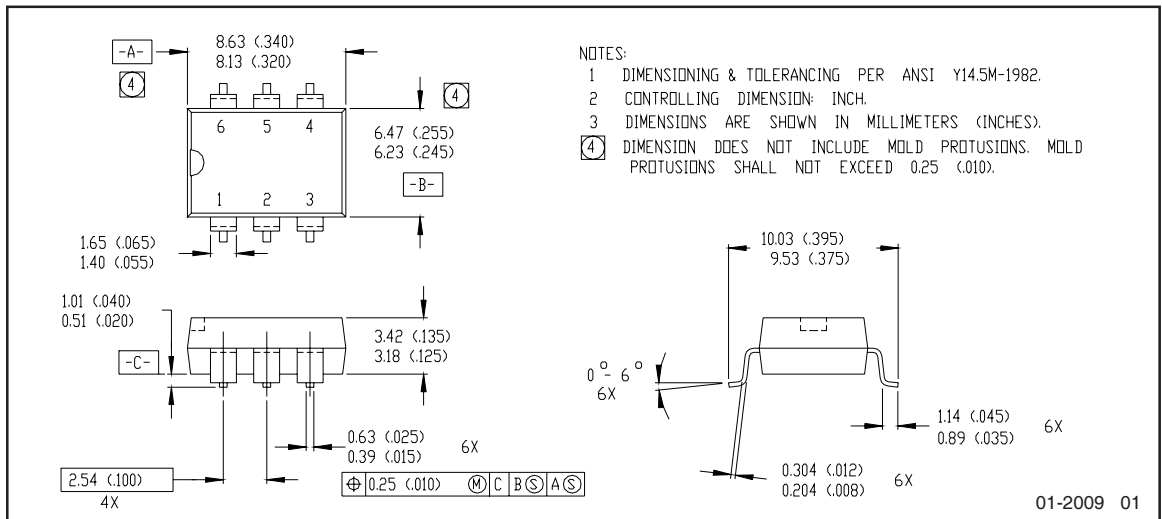 -A-
8.63 (.340)
8.13 (.320)
4
4
6 5 4
6.47 (.255)
6.23 (.245)
-B-
1 2 3
1.65 (.065)
1.40 (.055)
NOTES:
1 DIMENSIONING & TOLERANCING PER ANSI Y14.5M-1982.
2 CONTROLLING DIMENSION: INCH.
3 DIMENSIONS ARE SHOWN IN MILLIMETERS (INCHES).
4 DIMENSION DOES NOT INCLUDE MOLD PROTUSIONS. MOLD
PROTUSIONS SHALL NOT EXCEED 0.25 (.010).
1.01 (.040)
0.51 (.020)
-C-
3.42 (.135)
3.18 (.125)
0.63 (.025)
0.39 (.015)
6X
2.54 (.100)
4X
⌖ 0.25 (.010) Ⓜ C B Ⓢ A Ⓢ
10.03 (.395)
9.53 (.375)
0° - 6°
6X
1.14 (.045)
0.89 (.035)
6X
0.304 (.012)
0.204 (.008)
6X
01-2009 01